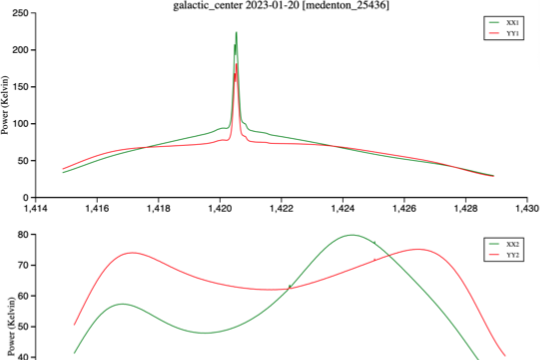 galactic_center 2023-01-20 [medenton_25436]
250
XX1
YY1
200
Power (Kelvin)
150
100
50
0
1,414 1,416 1,418 1,420 1,422 1,424 1,426 1,428 1,430
80
XX2
YY2
70
60
Power (Kelvin)
50
40